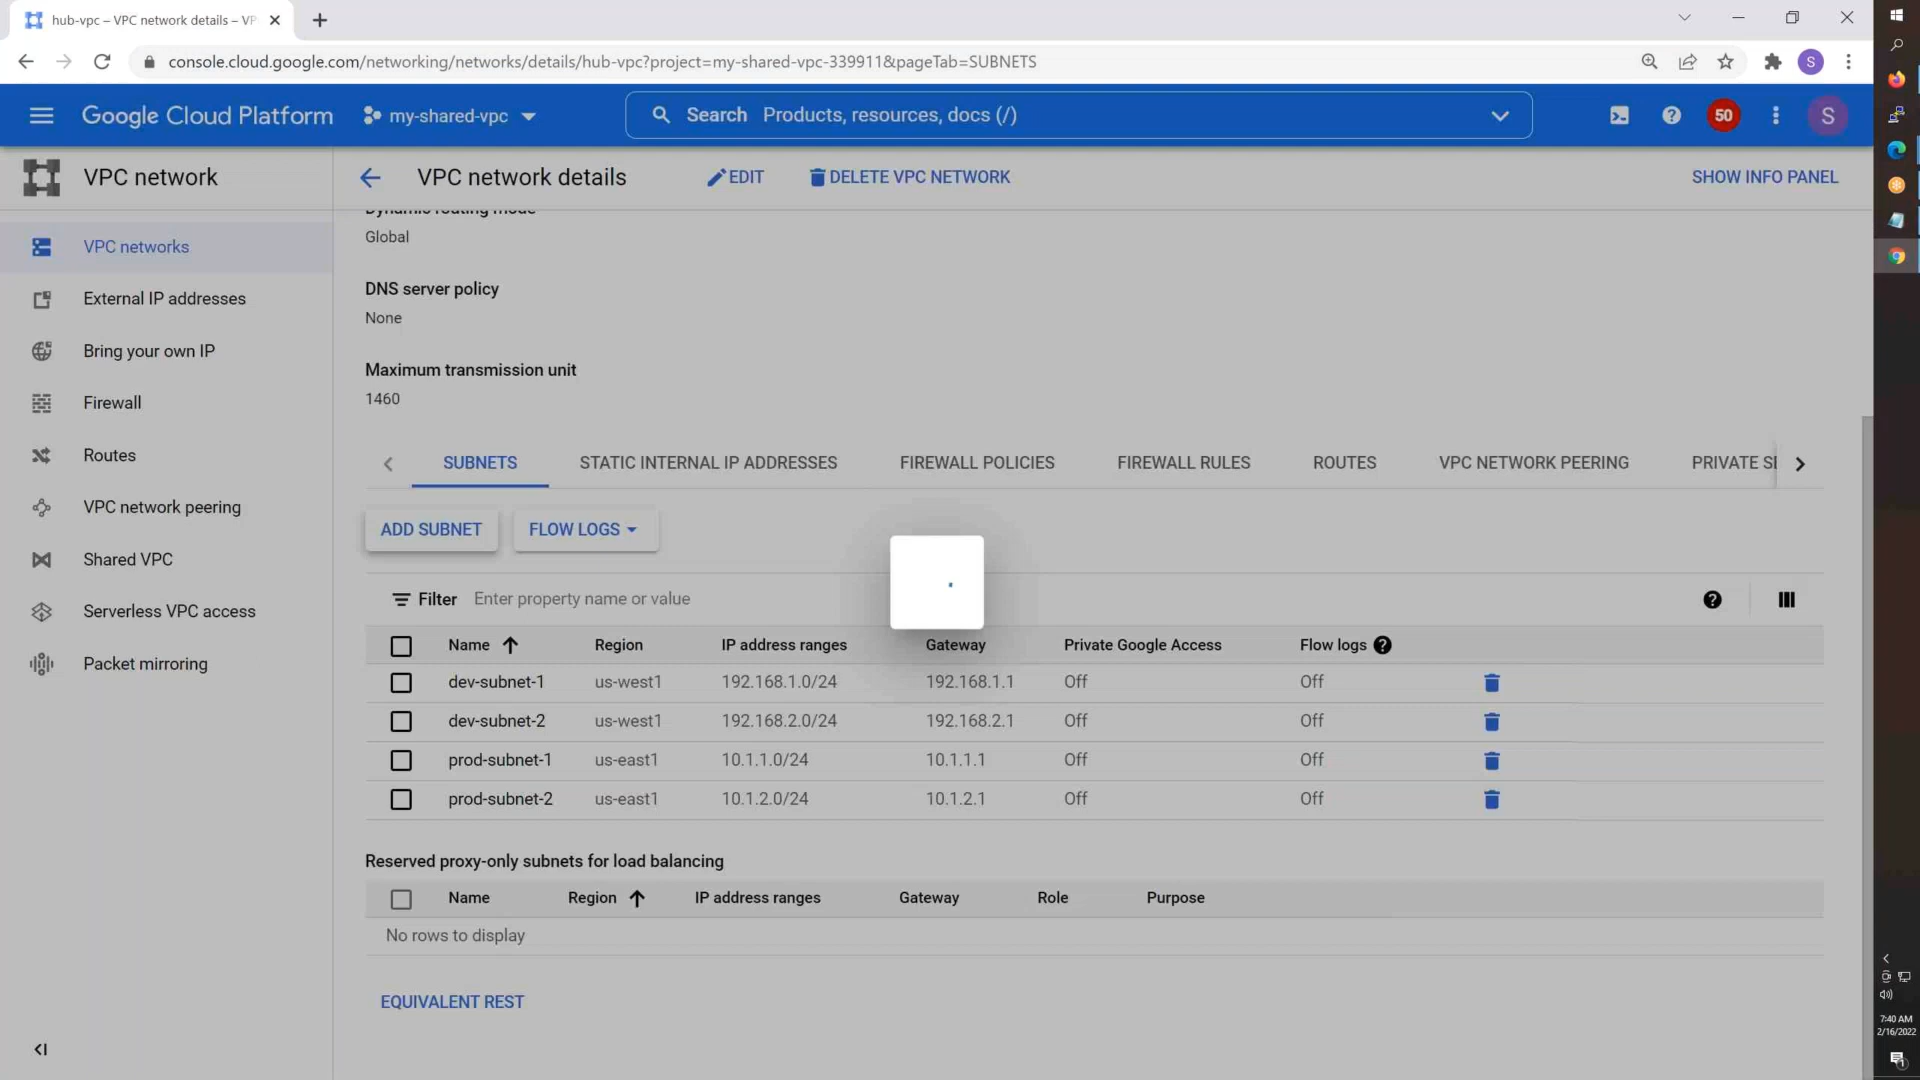 hub-vpc – VPC network details – VP
console.cloud.google.com/networking/networks/details/hub-vpc?project=my-shared-vpc-339911&pageTab=SUBNETS
S
Google Cloud Platform
my-shared-vpc
Search Products, resources, docs (/)
50
S
VPC network
VPC network details
EDIT
DELETE VPC NETWORK
SHOW INFO PANEL
VPC networks
External IP addresses
Bring your own IP
Firewall
Routes
VPC network peering
Shared VPC
Serverless VPC access
Packet mirroring
Dynamic routing mode
Global
DNS server policy
None
Maximum transmission unit
1460
SUBNETS STATIC INTERNAL IP ADDRESSES FIREWALL POLICIES FIREWALL RULES ROUTES VPC NETWORK PEERING PRIVATE SE
ADD SUBNET FLOW LOGS
Filter Enter property name or value
Name Region IP address ranges Gateway Private Google Access Flow logs
dev-subnet-1 us-west1 192.168.1.0/24 192.168.1.1 Off Off
dev-subnet-2 us-west1 192.168.2.0/24 192.168.2.1 Off Off
prod-subnet-1 us-east1 10.1.1.0/24 10.1.1.1 Off Off
prod-subnet-2 us-east1 10.1.2.0/24 10.1.2.1 Off Off
Reserved proxy-only subnets for load balancing
Name Region IP address ranges Gateway Role Purpose
No rows to display
EQUIVALENT REST
7:40 AM
2/16/2022